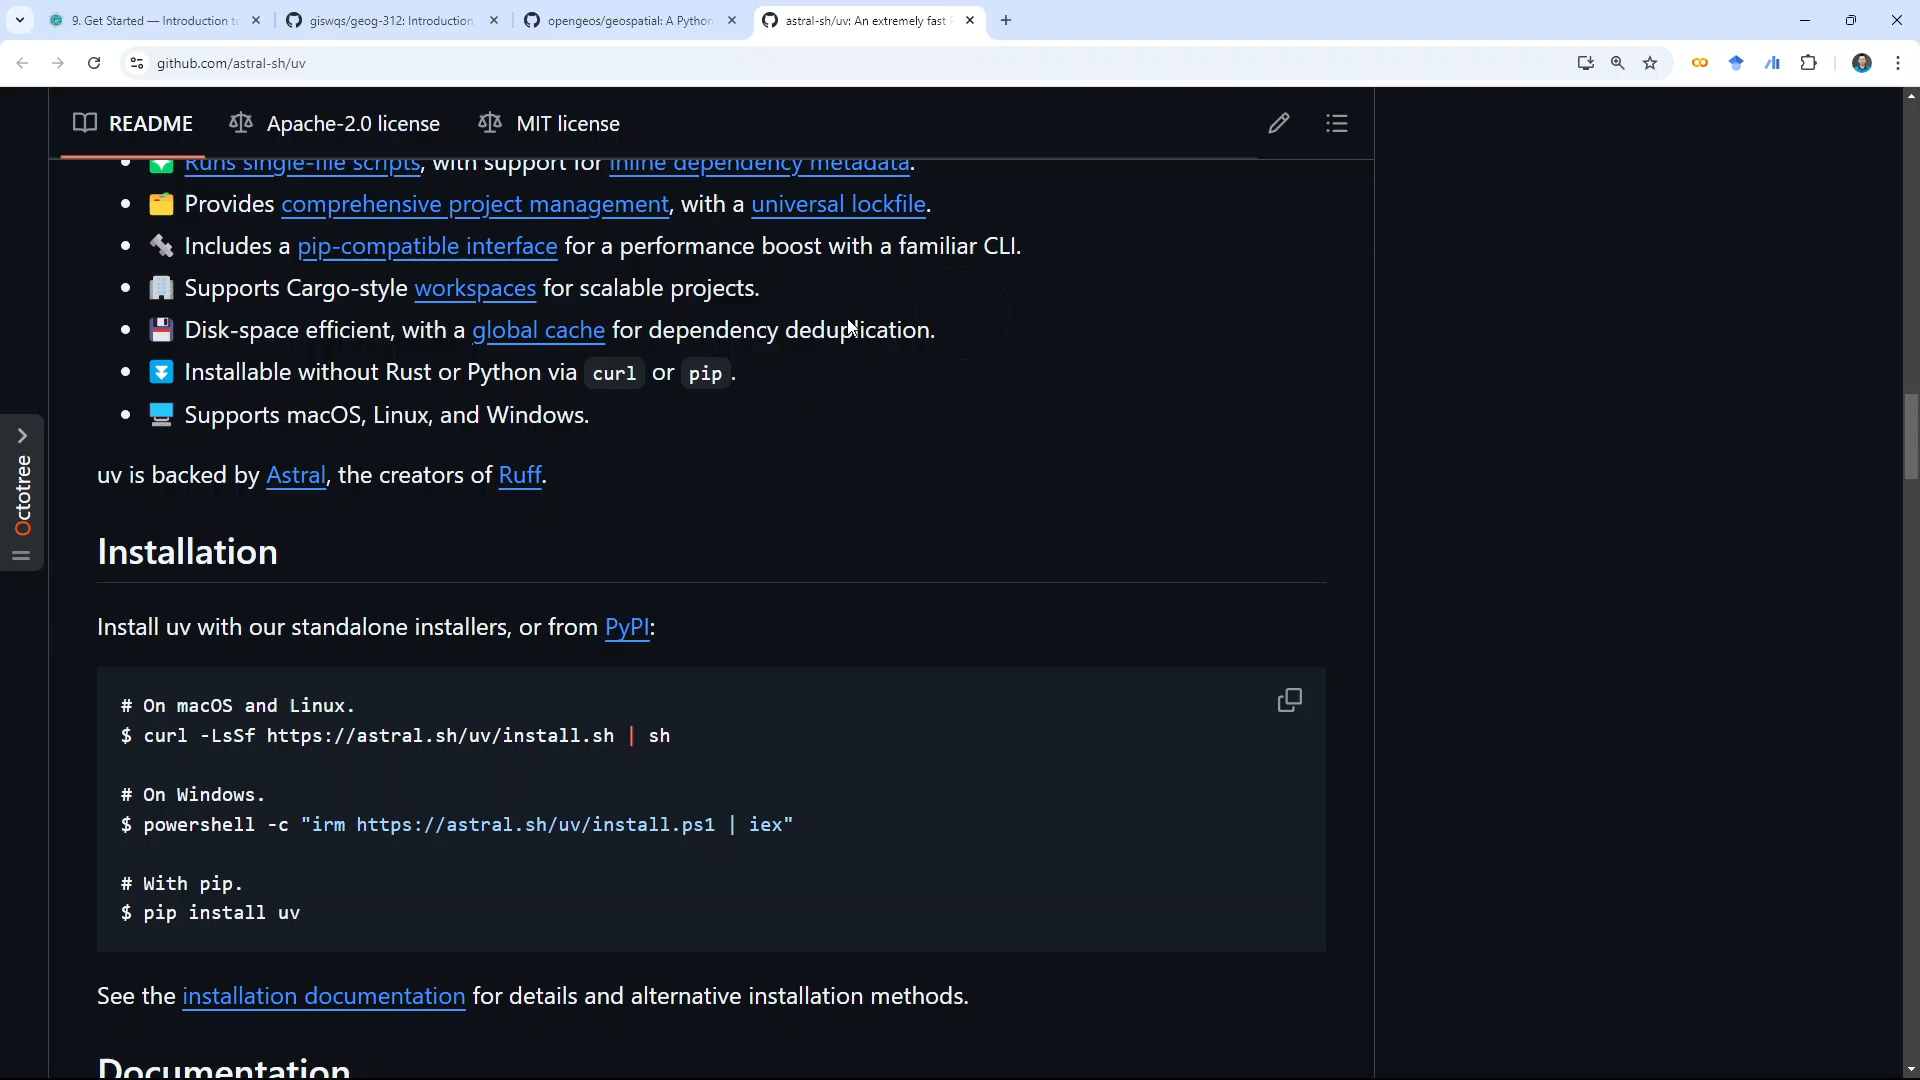 9. Get Started — Introduction t
giswqs/geog-312: Introduction
opengeos/geospatial: A Python
astral-sh/uv: An extremely fast P
github.com/astral-sh/uv
README
Apache-2.0 license
MIT license
Runs single-file scripts, with support for inline dependency metadata.
Provides comprehensive project management, with a universal lockfile.
Includes a pip-compatible interface for a performance boost with a familiar CLI.
Supports Cargo-style workspaces for scalable projects.
Disk-space efficient, with a global cache for dependency deduplication.
Installable without Rust or Python via curl or pip.
Supports macOS, Linux, and Windows.
Octotree
uv is backed by Astral, the creators of Ruff.
Installation
Install uv with our standalone installers, or from PyPI:
# On macOS and Linux.
$ curl -LsSf https://astral.sh/uv/install.sh | sh
# On Windows.
$ powershell -c "irm https://astral.sh/uv/install.ps1 | iex"
# With pip.
$ pip install uv
See the installation documentation for details and alternative installation methods.
Documentation